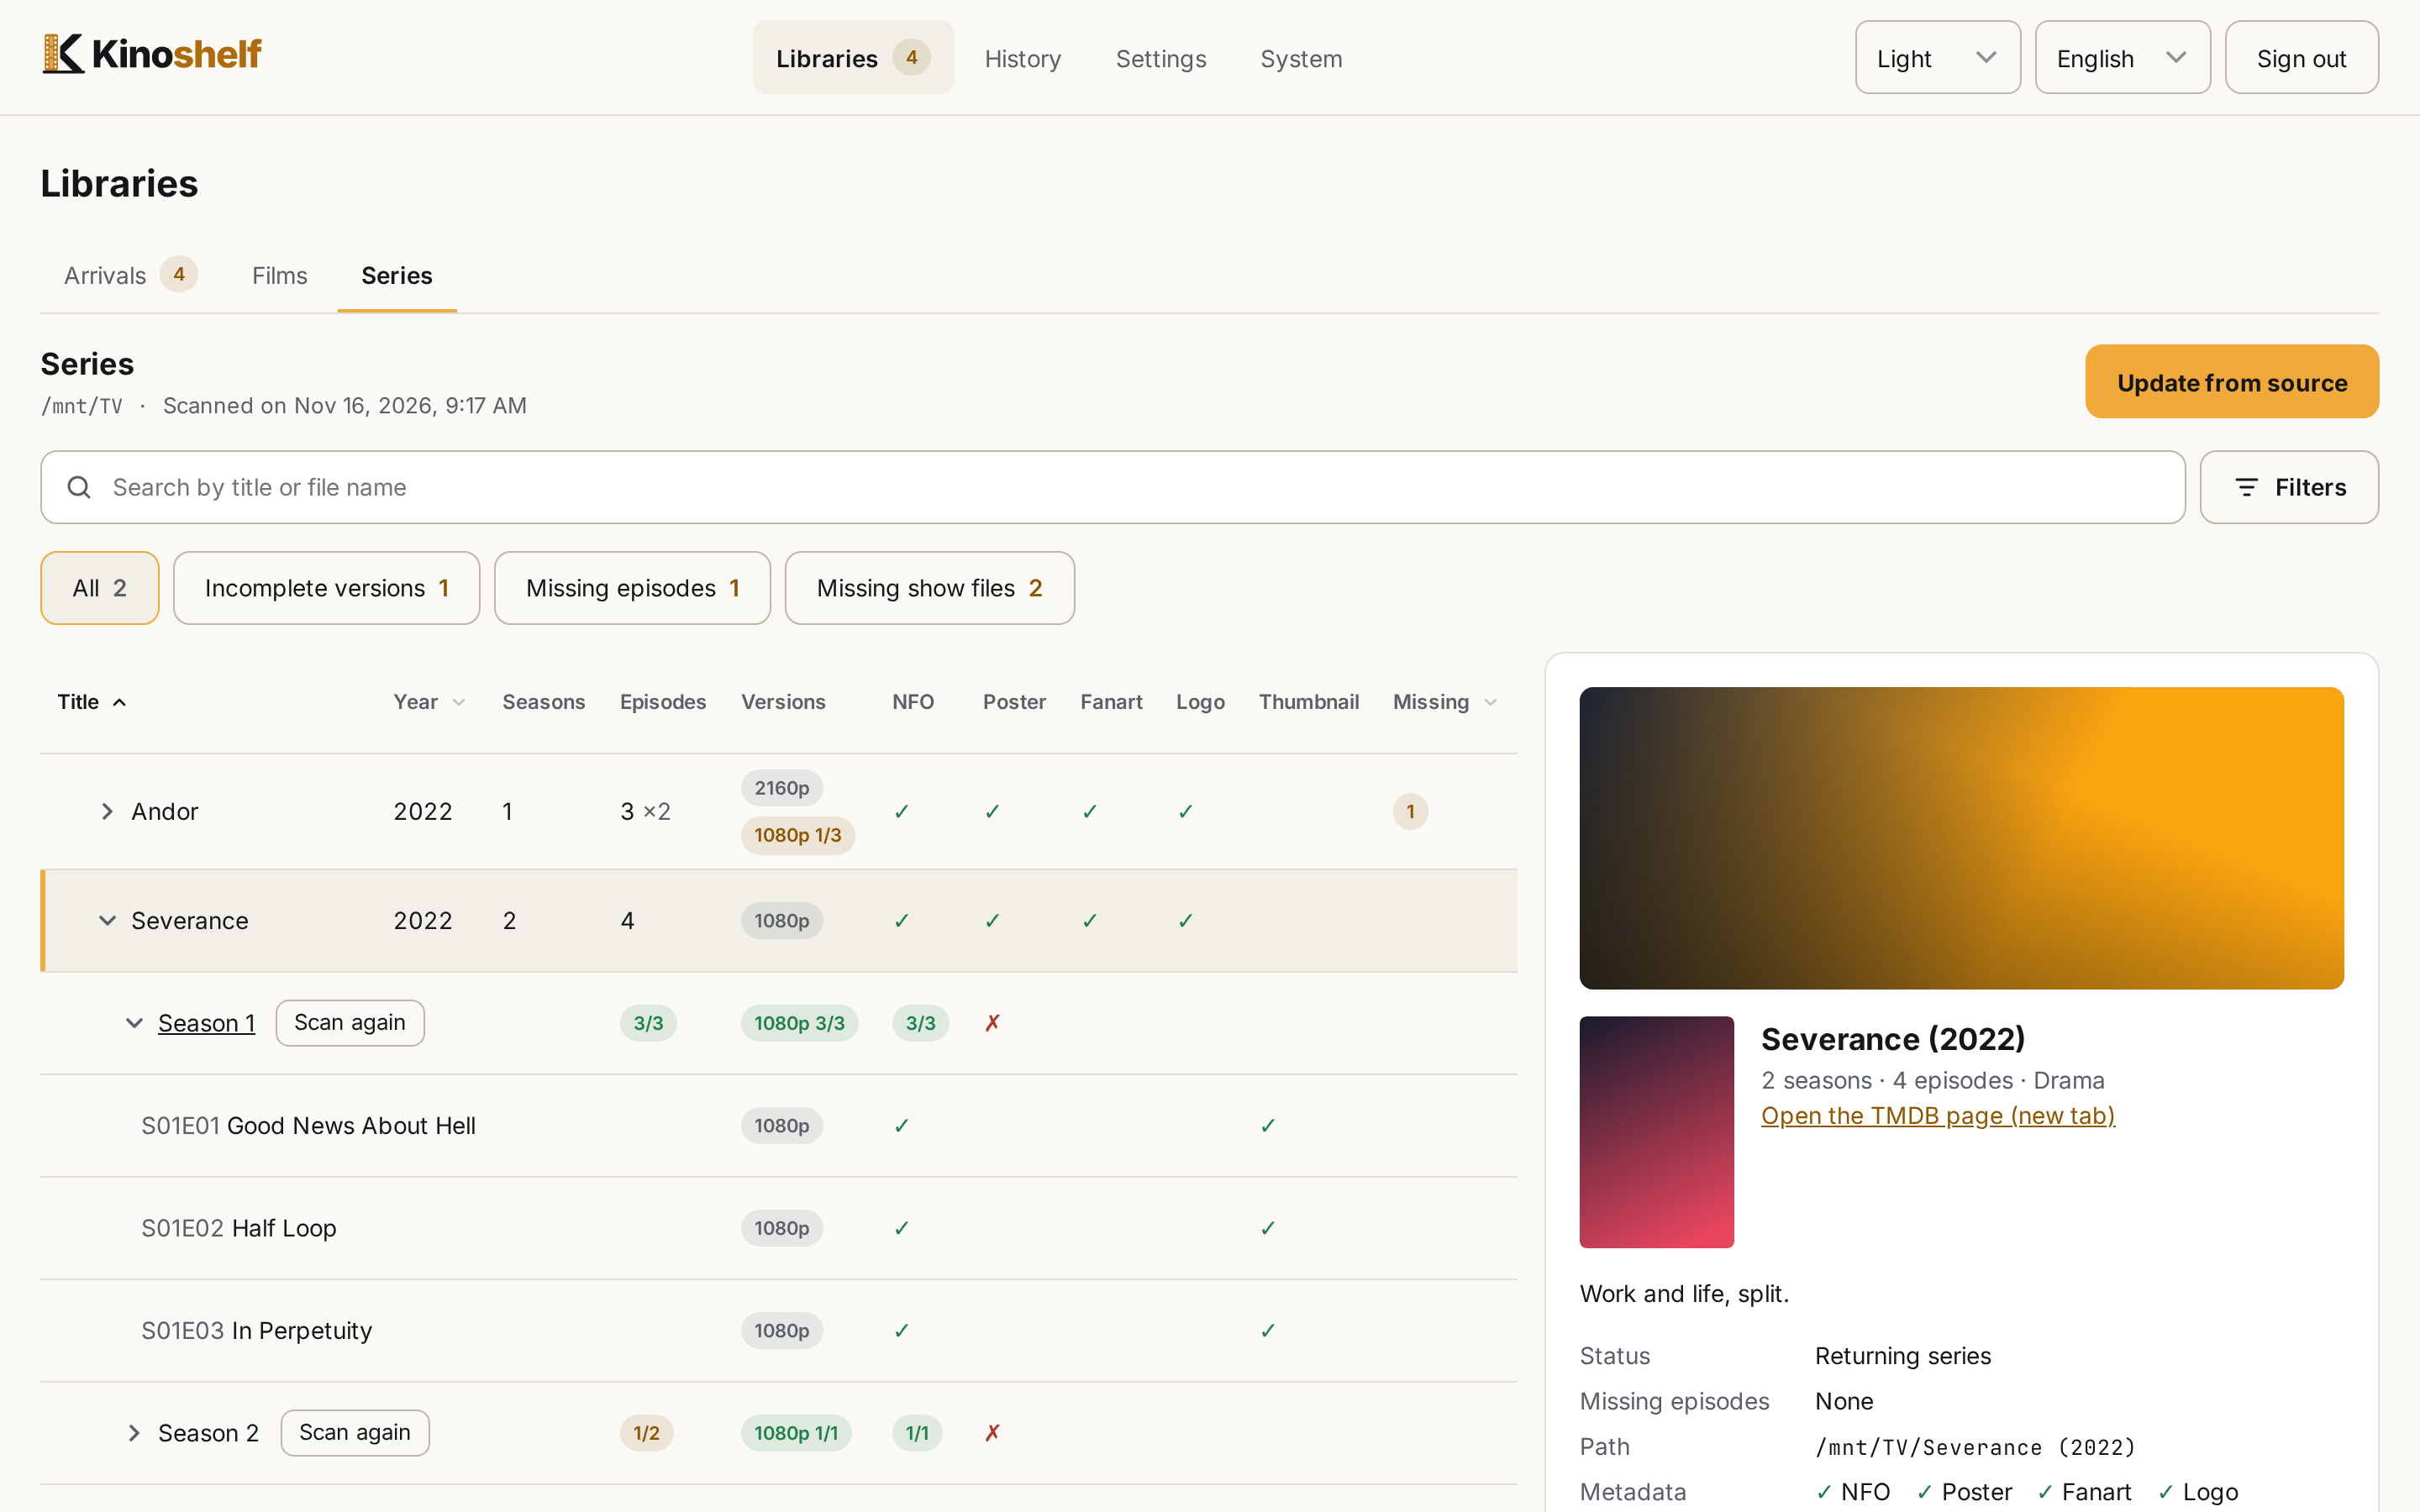 Kinoshelf
Libraries 4 History Settings System
Light English Sign out
Libraries
Arrivals 4 Films Series
Series
/mnt/TV · Scanned on Nov 16, 2026, 9:17 AM
Update from source
Search by title or file name
Filters
All 2 Incomplete versions 1 Missing episodes 1 Missing show files 2
Title Year Seasons Episodes Versions NFO Poster Fanart Logo Thumbnail Missing
Andor 2022 1 3 ×2 2160p ✓ ✓ ✓ ✓ 1
1080p 1/3
Severance 2022 2 4 1080p ✓ ✓ ✓ ✓
Season 1 Scan again 3/3 1080p 3/3 3/3 ✗
S01E01 Good News About Hell 1080p ✓ ✓
S01E02 Half Loop 1080p ✓ ✓
S01E03 In Perpetuity 1080p ✓ ✓
Season 2 Scan again 1/2 1080p 1/1 1/1 ✗
Severance (2022)
2 seasons · 4 episodes · Drama
Open the TMDB page (new tab)
Work and life, split.
Status Returning series
Missing episodes None
Path /mnt/TV/Severance (2022)
Metadata ✓ NFO ✓ Poster ✓ Fanart ✓ Logo